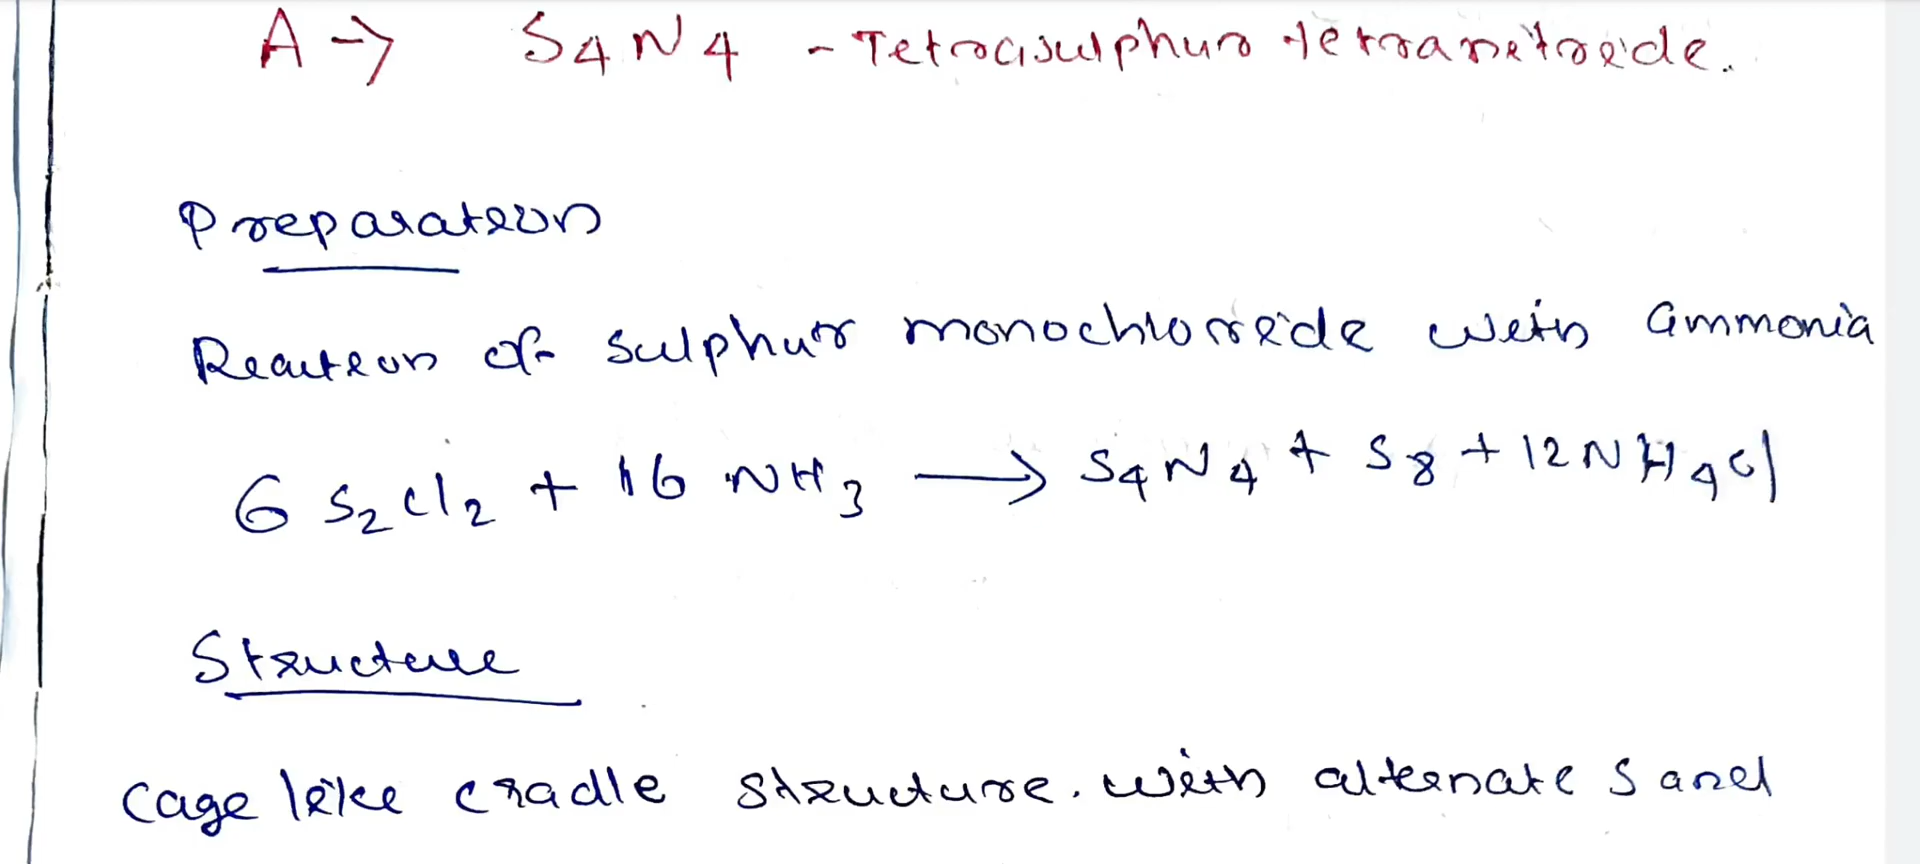 A → S4N4 - Tetrasulphur tetranitride.
Preparation
Reaction of sulphur monochloride with ammonia
6 S2Cl2 + 16 NH3 → S4N4 + S8 + 12NH4Cl
Structure
Cage like cradle structure. with alternate S and